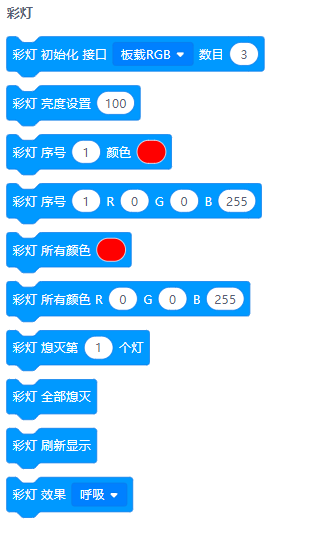 彩灯
彩灯 初始化 接口 板载RGB 数目 3
彩灯 亮度设置 100
彩灯 序号 1 颜色
彩灯 序号 1 R 0 G 0 B 255
彩灯 所有颜色
彩灯 所有颜色 R 0 G 0 B 255
彩灯 熄灭第 1 个灯
彩灯 全部熄灭
彩灯 刷新显示
彩灯 效果 呼吸